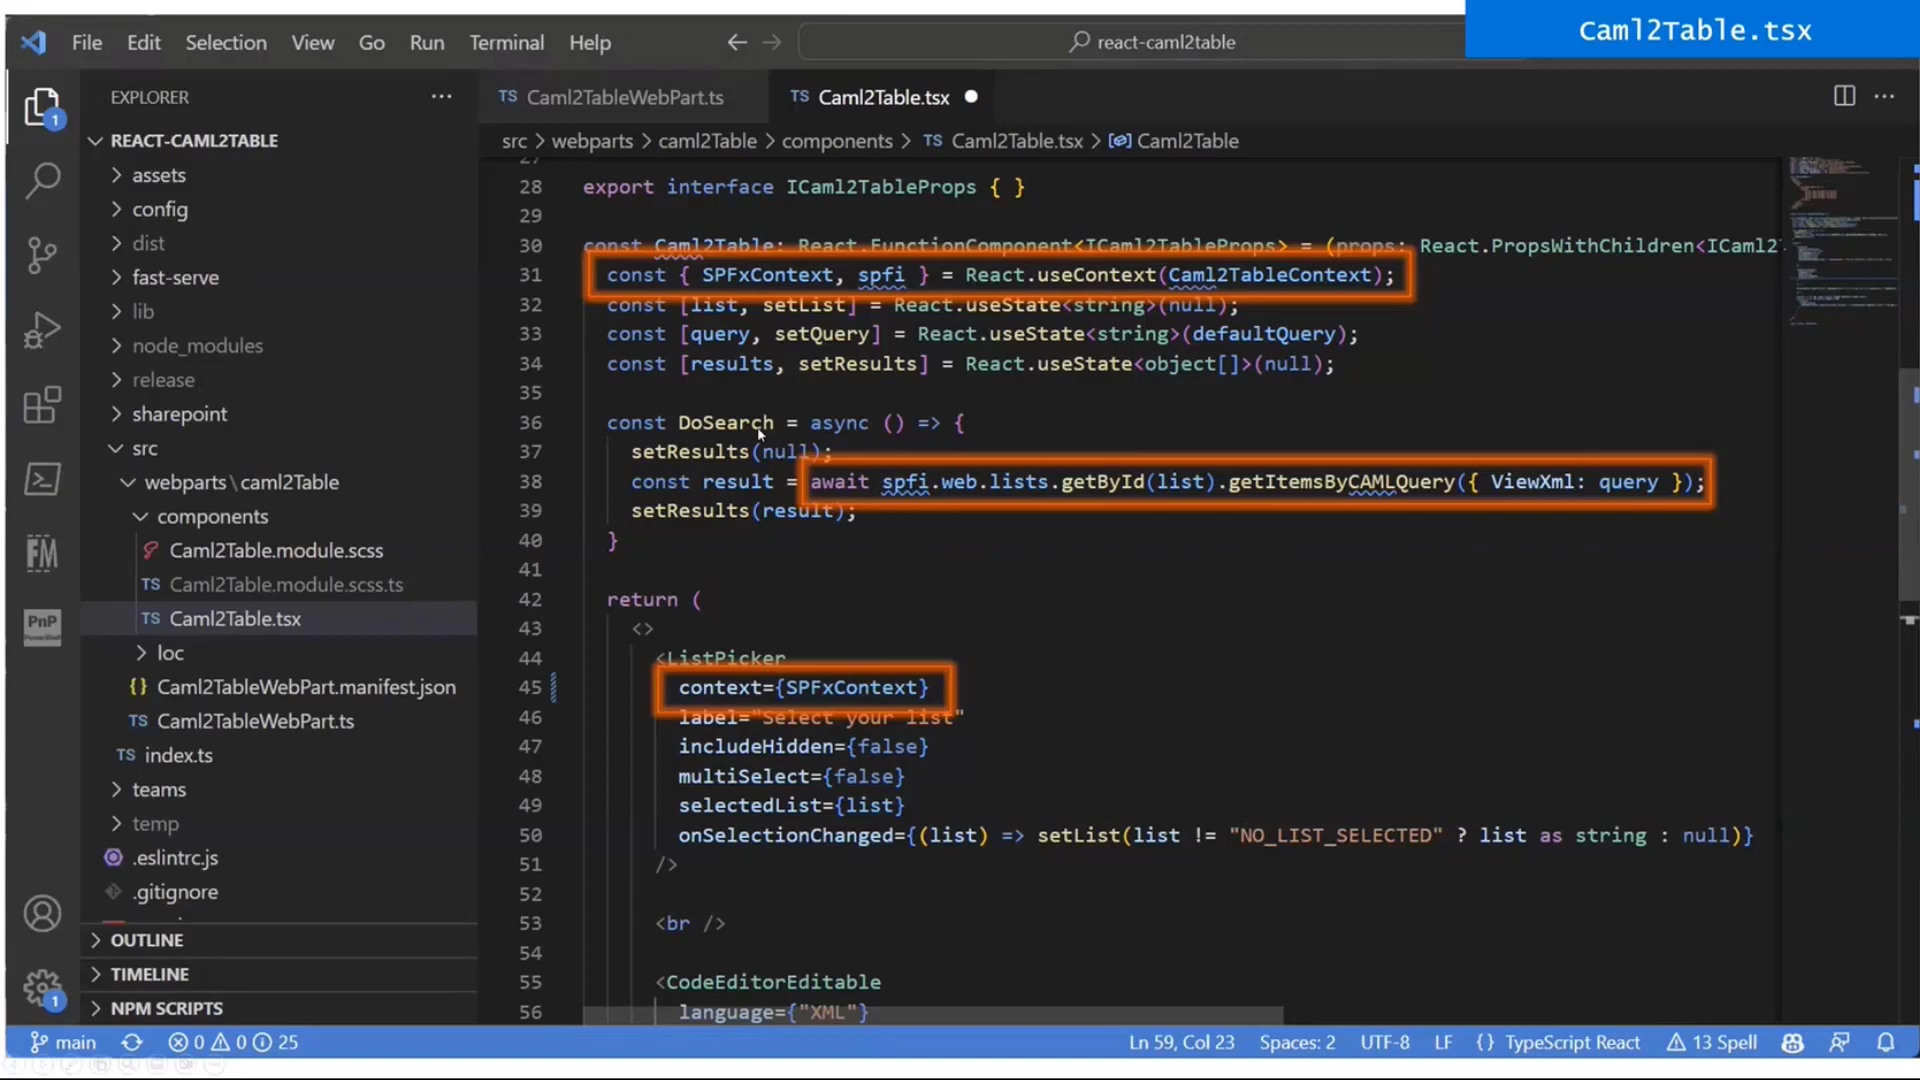 Caml2Table.tsx
File Edit Selection View Go Run Terminal Help
react-caml2table
EXPLORER
REACT-CAML2TABLE
assets
config
dist
fast-serve
lib
node_modules
release
sharepoint
src
webparts\caml2Table
components
Caml2Table.module.scss
TS Caml2Table.module.scss.ts
TS Caml2Table.tsx
loc
{} Caml2TableWebPart.manifest.json
TS Caml2TableWebPart.ts
TS index.ts
teams
temp
.eslintrc.js
.gitignore
OUTLINE
TIMELINE
NPM SCRIPTS
1
FM
PnP
1
TS Caml2TableWebPart.ts
TS Caml2Table.tsx
src > webparts > caml2Table > components > TS Caml2Table.tsx > Caml2Table
27
28 export interface ICaml2TableProps { }
29
30 const Caml2Table: React.FunctionComponent<ICaml2TableProps> = (props: React.PropsWithChildren<ICaml2
31 const { SPFxContext, spfi } = React.useContext(Caml2TableContext);
32 const [list, setList] = React.useState<string>(null);
33 const [query, setQuery] = React.useState<string>(defaultQuery);
34 const [results, setResults] = React.useState<object[]>(null);
35
36 const DoSearch = async () => {
37 setResults(null);
38 const result = await spfi.web.lists.getById(list).getItemsByCAMLQuery({ ViewXml: query });
39 setResults(result);
40 }
41
42 return (
43 <>
44 <ListPicker
45 context={SPFxContext}
46 label="Select your list"
47 includeHidden={false}
48 multiSelect={false}
49 selectedList={list}
50 onSelectionChanged={(list) => setList(list != "NO_LIST_SELECTED" ? list as string : null)}
51 />
52
53 <br />
54
55 <CodeEditorEditable
56 language={"XML"}
main 0 0 25 Ln 59, Col 23 Spaces: 2 UTF-8 LF {} TypeScript React 13 Spell